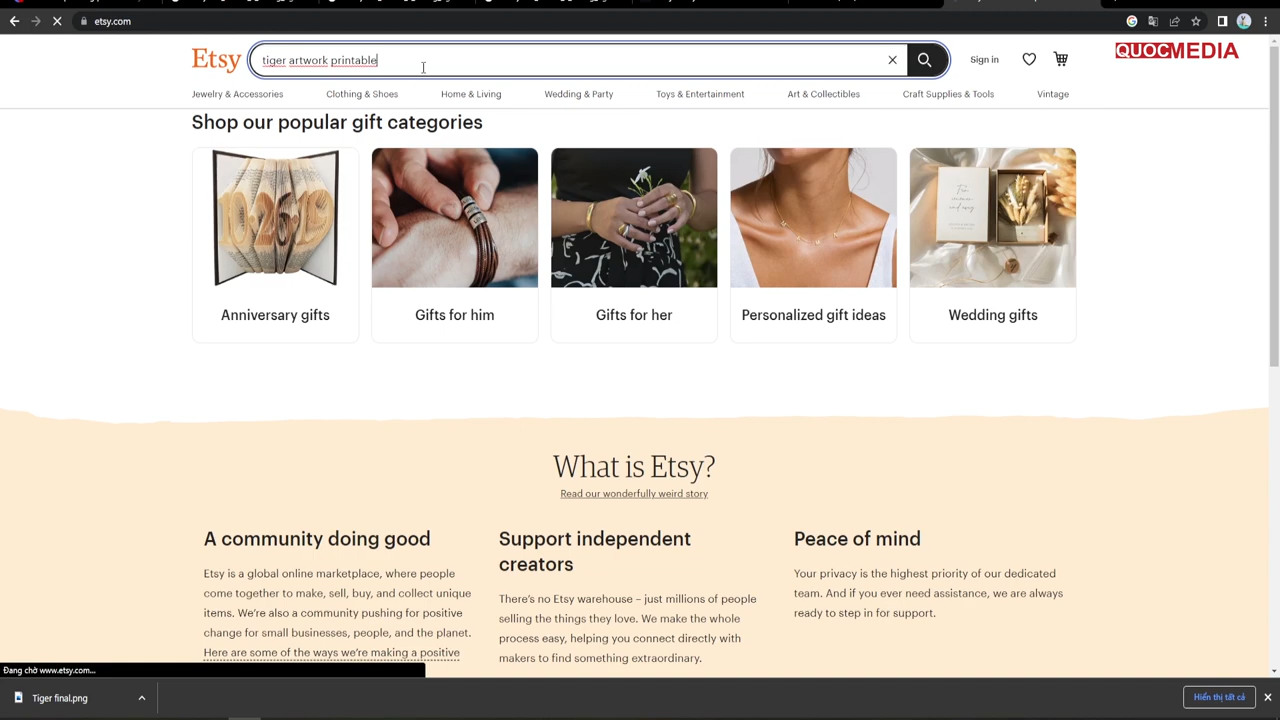 etsy.com
QUOCMEDIA
Etsy
tiger artwork printable
Sign in
Jewelry & Accessories
Clothing & Shoes
Home & Living
Wedding & Party
Toys & Entertainment
Art & Collectibles
Craft Supplies & Tools
Vintage
Shop our popular gift categories
Anniversary gifts
Gifts for him
Gifts for her
Personalized gift ideas
Wedding gifts
What is Etsy?
Read our wonderfully weird story
A community doing good
Etsy is a global online marketplace, where people
come together to make, sell, buy, and collect unique
items. We're also a community pushing for positive
change for small businesses, people, and the planet.
Here are some of the ways we're making a positive
Support independent
creators
There's no Etsy warehouse – just millions of people
selling the things they love. We make the whole
process easy, helping you connect directly with
makers to find something extraordinary.
Peace of mind
Your privacy is the highest priority of our dedicated
team. And if you ever need assistance, we are always
ready to step in for support.
Đang chờ www.etsy.com...
Tiger final.png
Hiển thị tất cả